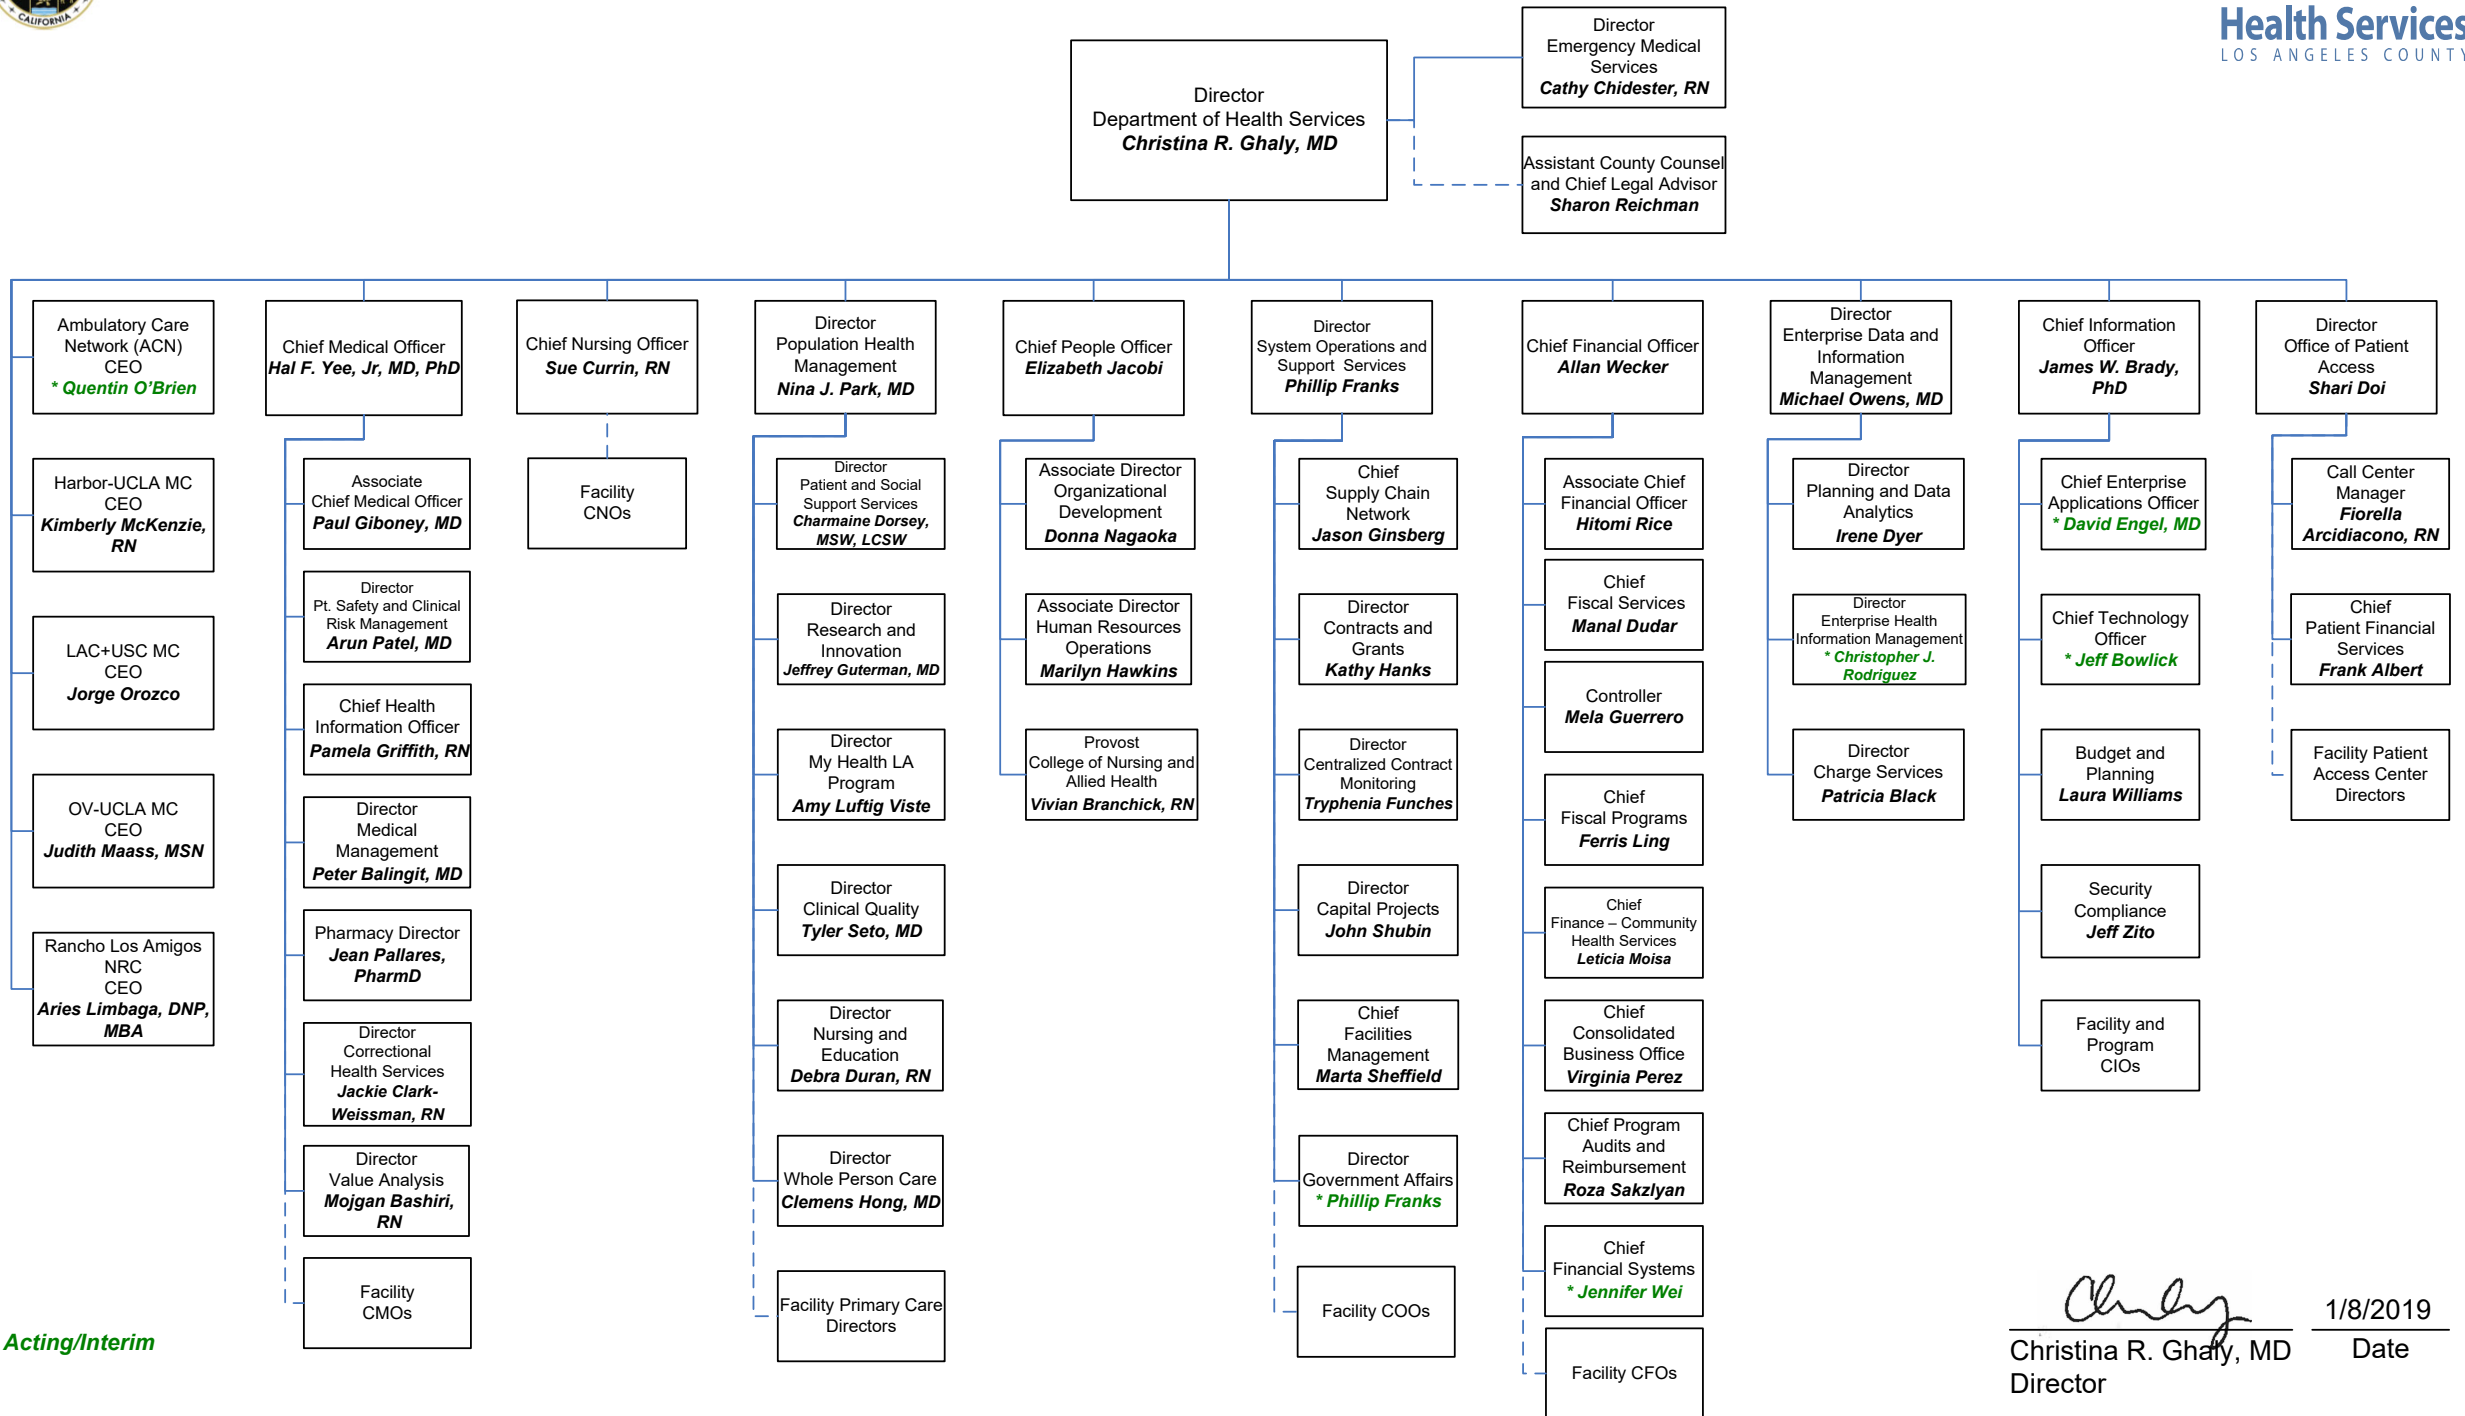 CALIFORNIA
Health Services
LOS ANGELES COUNTY
Director
Department of Health Services
Christina R. Ghaly, MD
Director
Emergency Medical
Services
Cathy Chidester, RN
Assistant County Counsel
and Chief Legal Advisor
Sharon Reichman
Ambulatory Care
Network (ACN)
CEO
* Quentin O’Brien
Harbor-UCLA MC
CEO
Kimberly McKenzie,
RN
LAC+USC MC
CEO
Jorge Orozco
OV-UCLA MC
CEO
Judith Maass, MSN
Rancho Los Amigos
NRC
CEO
Aries Limbaga, DNP,
MBA
Chief Medical Officer
Hal F. Yee, Jr, MD, PhD
Associate
Chief Medical Officer
Paul Giboney, MD
Director
Pt. Safety and Clinical
Risk Management
Arun Patel, MD
Chief Health
Information Officer
Pamela Griffith, RN
Director
Medical
Management
Peter Balingit, MD
Pharmacy Director
Jean Pallares,
PharmD
Director
Correctional
Health Services
Jackie Clark-
Weissman, RN
Director
Value Analysis
Mojgan Bashiri,
RN
Facility
CMOs
Chief Nursing Officer
Sue Currin, RN
Facility
CNOs
Director
Population Health
Management
Nina J. Park, MD
Director
Patient and Social
Support Services
Charmaine Dorsey,
MSW, LCSW
Director
Research and
Innovation
Jeffrey Guterman, MD
Director
My Health LA
Program
Amy Luftig Viste
Director
Clinical Quality
Tyler Seto, MD
Director
Nursing and
Education
Debra Duran, RN
Director
Whole Person Care
Clemens Hong, MD
Facility Primary Care
Directors
Chief People Officer
Elizabeth Jacobi
Associate Director
Organizational
Development
Donna Nagaoka
Associate Director
Human Resources
Operations
Marilyn Hawkins
Provost
College of Nursing and
Allied Health
Vivian Branchick, RN
Director
System Operations and
Support Services
Phillip Franks
Chief
Supply Chain
Network
Jason Ginsberg
Director
Contracts and
Grants
Kathy Hanks
Director
Centralized Contract
Monitoring
Tryphenia Funches
Director
Capital Projects
John Shubin
Chief
Facilities
Management
Marta Sheffield
Director
Government Affairs
* Phillip Franks
Facility COOs
Chief Financial Officer
Allan Wecker
Associate Chief
Financial Officer
Hitomi Rice
Chief
Fiscal Services
Manal Dudar
Controller
Mela Guerrero
Chief
Fiscal Programs
Ferris Ling
Chief
Finance – Community
Health Services
Leticia Moisa
Chief
Consolidated
Business Office
Virginia Perez
Chief Program
Audits and
Reimbursement
Roza Sakzlyan
Chief
Financial Systems
* Jennifer Wei
Facility CFOs
Director
Enterprise Data and
Information
Management
Michael Owens, MD
Director
Planning and Data
Analytics
Irene Dyer
Director
Enterprise Health
Information Management
* Christopher J.
Rodriguez
Director
Charge Services
Patricia Black
Chief Information
Officer
James W. Brady,
PhD
Chief Enterprise
Applications Officer
* David Engel, MD
Chief Technology
Officer
* Jeff Bowlick
Budget and
Planning
Laura Williams
Security
Compliance
Jeff Zito
Facility and
Program
CIOs
Director
Office of Patient
Access
Shari Doi
Call Center
Manager
Fiorella
Arcidiacono, RN
Chief
Patient Financial
Services
Frank Albert
Facility Patient
Access Center
Directors
Acting/Interim
1/8/2019
Christina R. Ghaly, MD
Date
Director